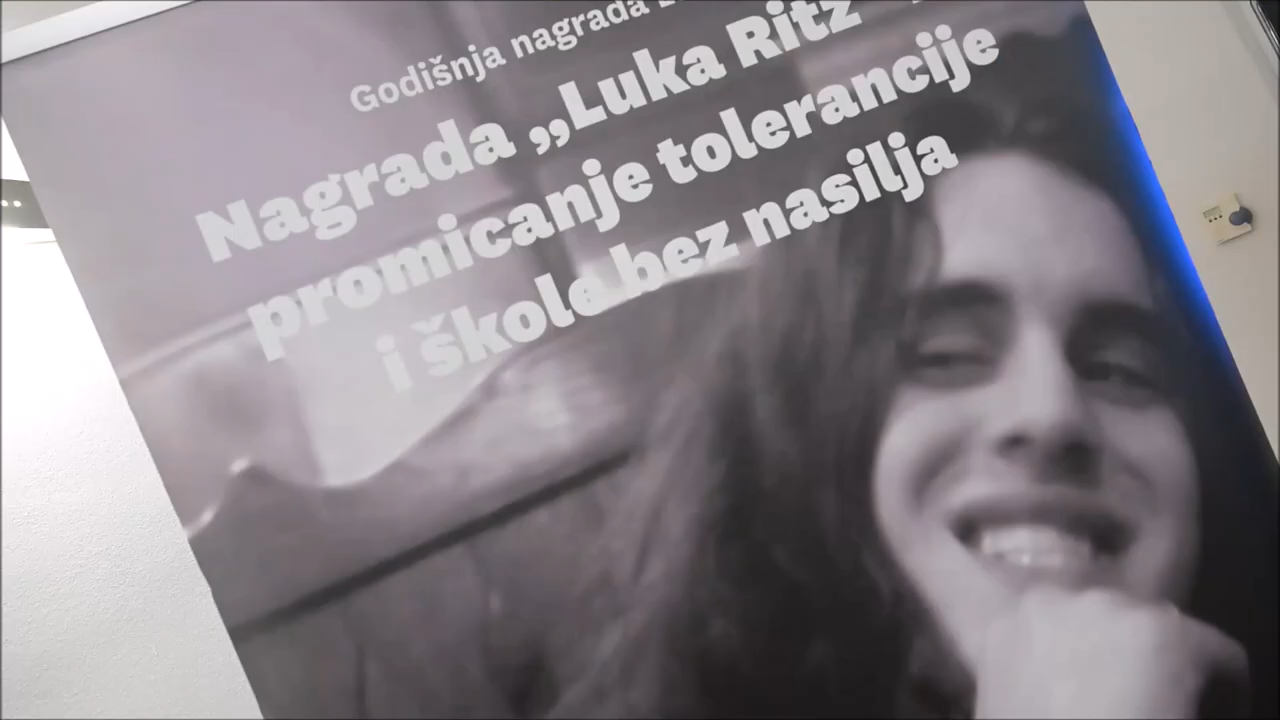 Godišnja nagrada
Nagrada „Luka Ritz“
promicanje tolerancije
i škole bez nasilja